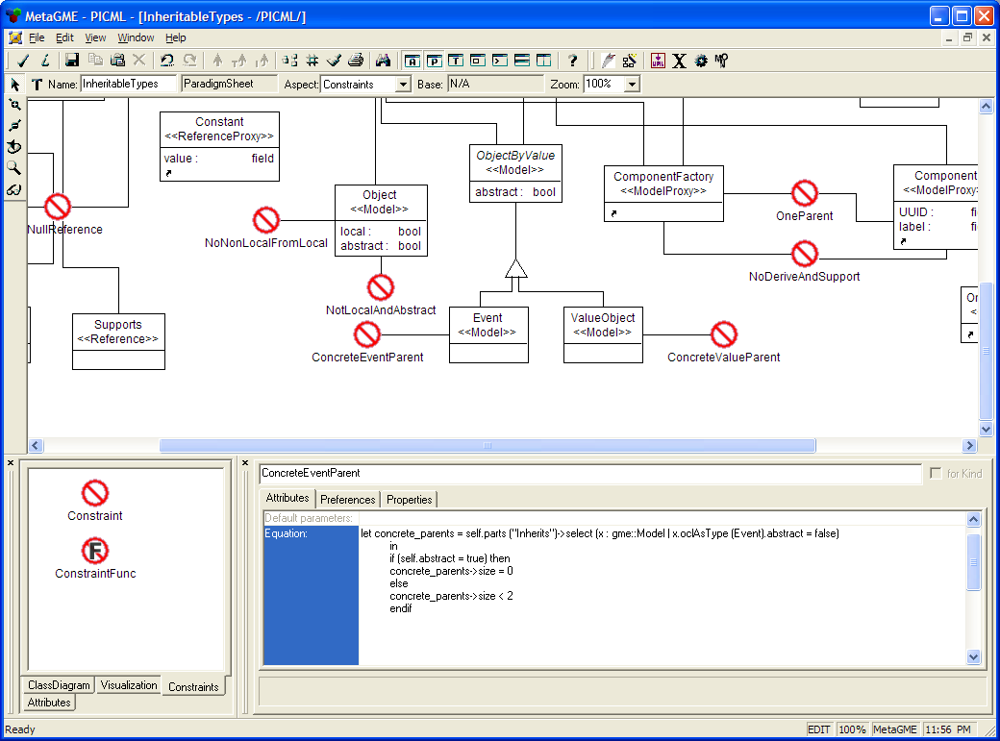 MetaGME - PICML - [InheritableTypes - /PICML/]
File Edit View Window Help
Name: InheritableTypes ParadigmSheet Aspect: Constraints Base: N/A Zoom: 100%
Constant
<<ReferenceProxy>>
value : field
ObjectByValue
<<Model>>
abstract : bool
ComponentFactory
<<ModelProxy>>
Component
<<ModelProxy>
UUID : fi
label : fi
Object
<<Model>>
local : bool
abstract : bool
NullReference
NoNonLocalFromLocal
OneParent
NoDeriveAndSupport
NotLocalAndAbstract
Supports
<<Reference>>
Event
<<Model>>
ValueObject
<<Model>>
On
<
ConcreteEventParent
ConcreteValueParent
Constraint
F
ConstraintFunc
ClassDiagram Visualization Constraints
Attributes
ConcreteEventParent
for Kind
Attributes Preferences Properties
Default parameters:
Equation: let concrete_parents = self.parts ("Inherits")->select (x : gme::Model | x.oclAsType (Event).abstract = false)
in
if (self.abstract = true) then
concrete_parents->size = 0
else
concrete_parents->size < 2
endif
Ready EDIT 100% MetaGME 11:56 PM